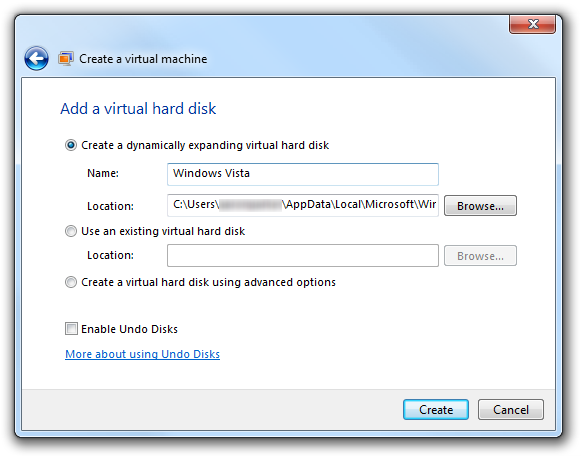 Create a virtual machine
Add a virtual hard disk
Create a dynamically expanding virtual hard disk
Name: Windows Vista
Location: C:\Users\ \AppData\Local\Microsoft\Wir Browse...
Use an existing virtual hard disk
Location: Browse...
Create a virtual hard disk using advanced options
Enable Undo Disks
More about using Undo Disks
Create Cancel